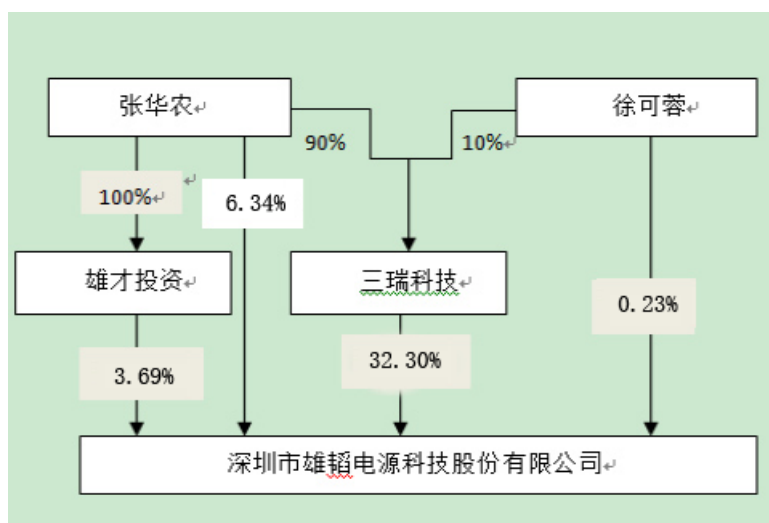 张华农
徐可蓉
90%
10%
100%
6.34%
雄才投资
三瑞科技
0.23%
3.69%
32.30%
深圳市雄韬电源科技股份有限公司